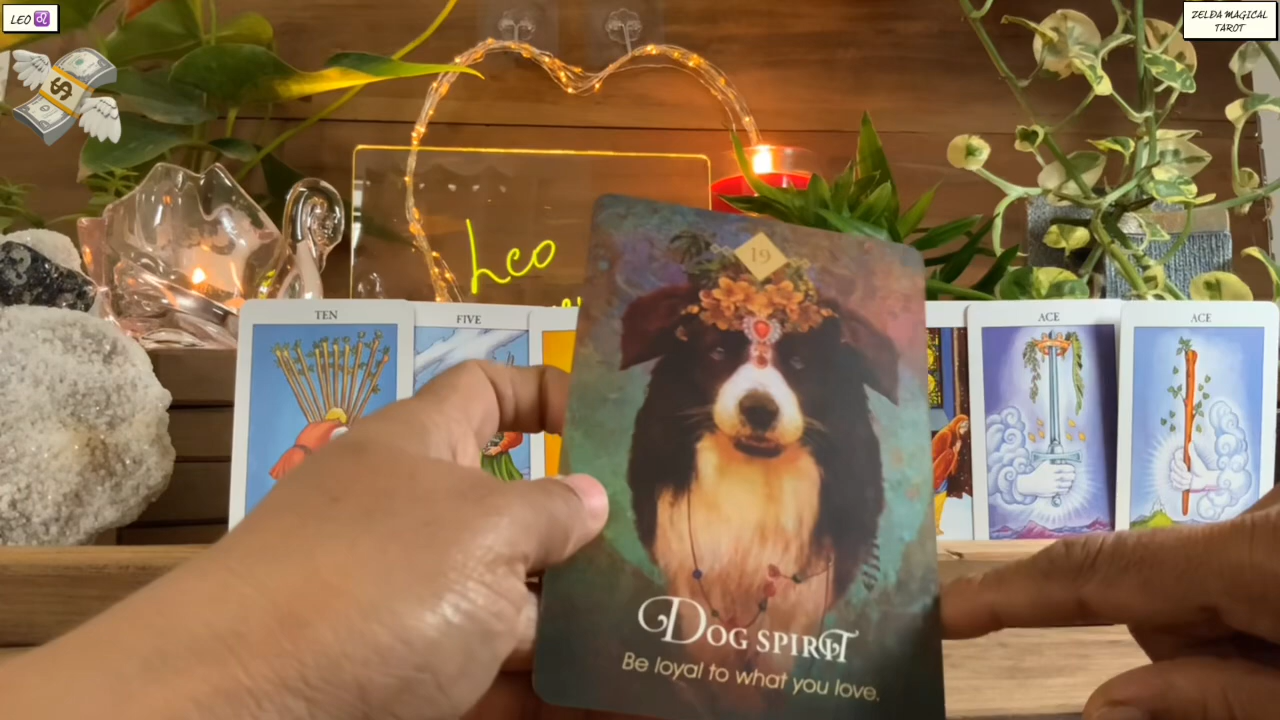 LEO ♌
ZELDA MAGICAL
TAROT
$
Leo
TEN
FIVE
ACE
ACE
19
DOG SPIRIT
Be loyal to what you love.